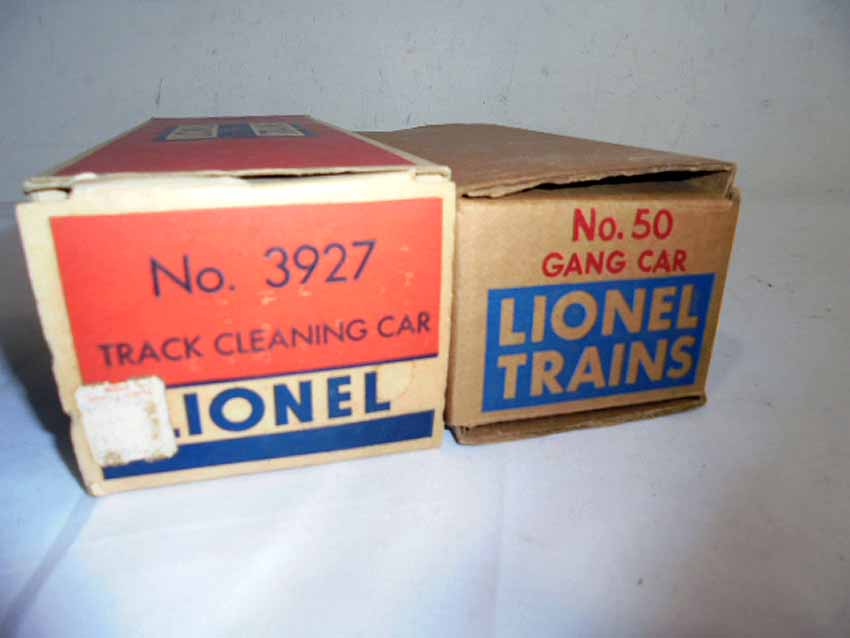 No. 3927
TRACK CLEANING CAR
LIONEL
No. 50
GANG CAR
LIONEL
TRAINS